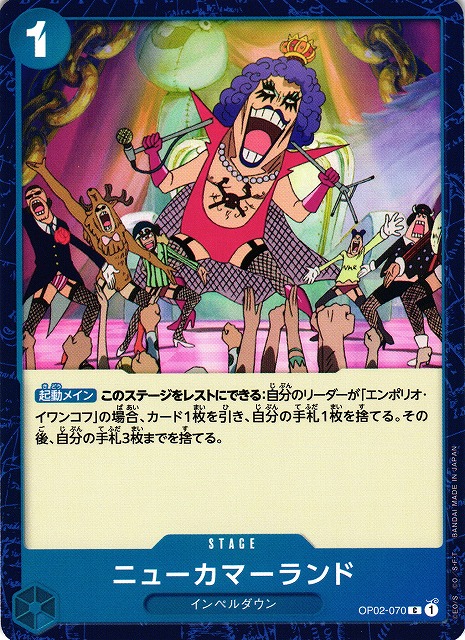 1
起動メイン このステージをレストにできる:自分のリーダーが「エンポリオ・
イワンコフ」の場合、カード1枚を引き、自分の手札1枚を捨てる。その
後、自分の手札3枚までを捨てる。
STAGE
ニューカマーランド
インペルダウン
OP02-070 C 1
BANDAI MADE IN JAPAN